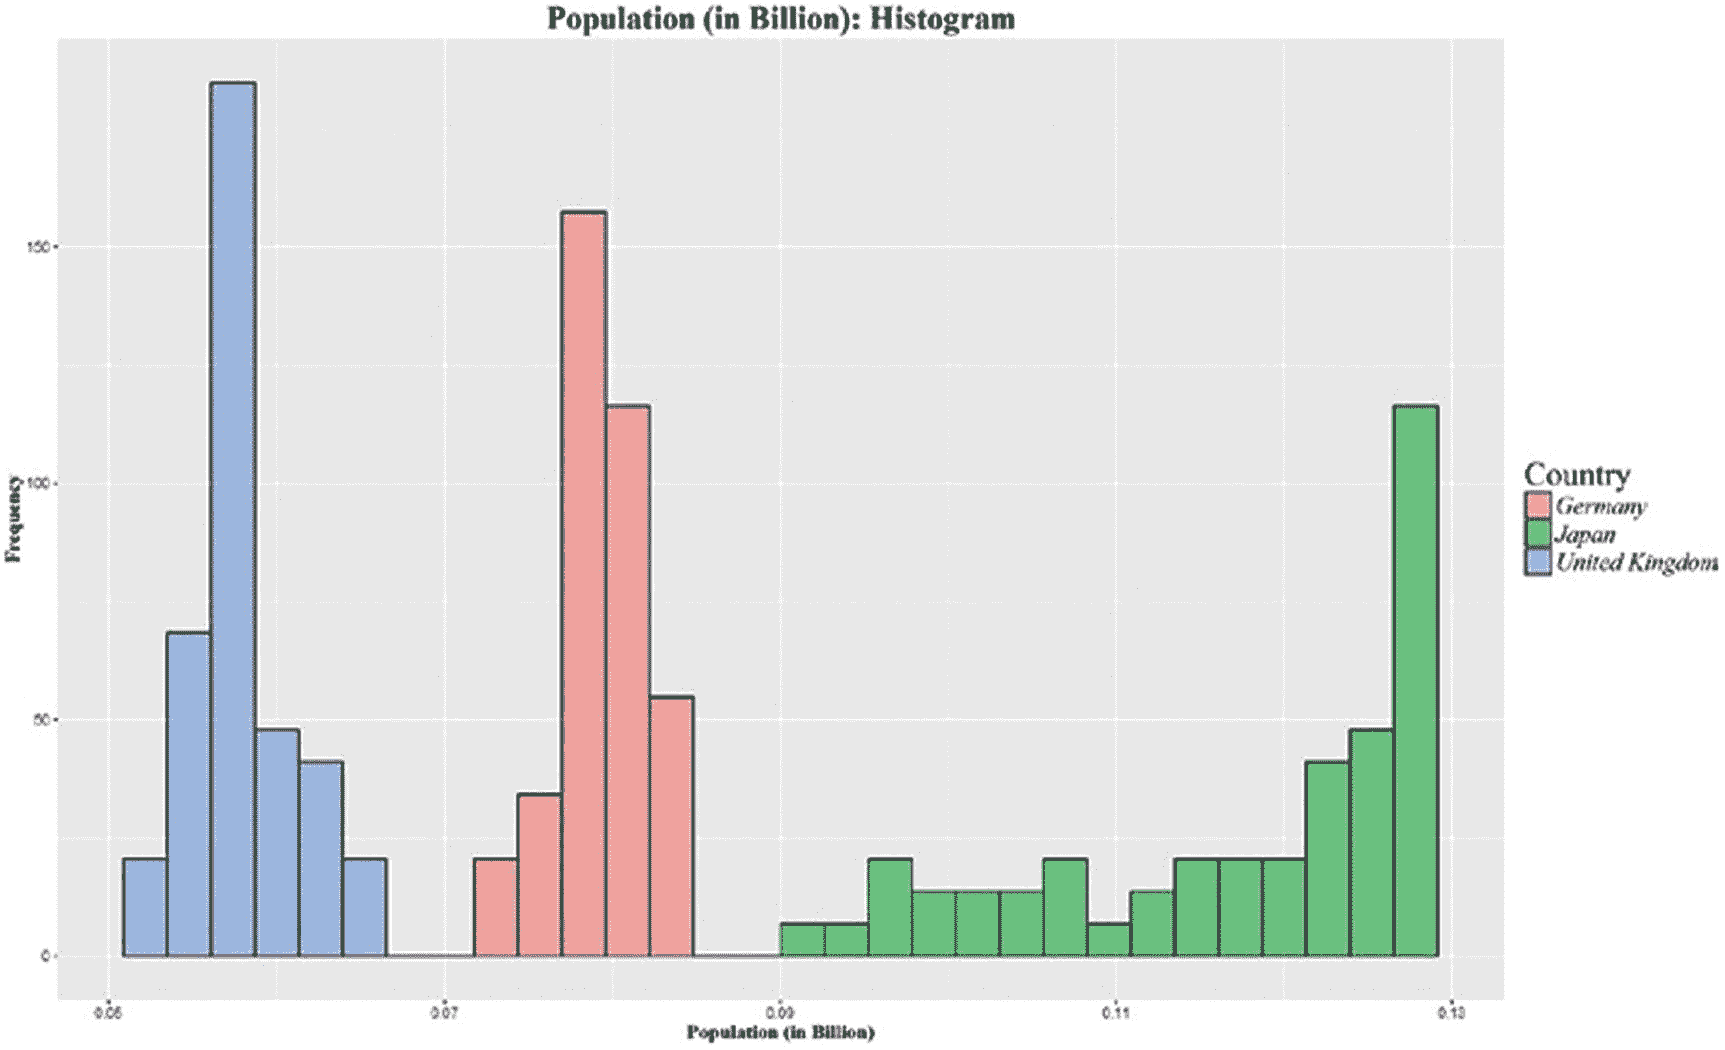 Population (in Billion): Histogram
150
100
50
0
Frequency
0.05 0.07 0.09 0.11 0.13
Population (in Billion)
Country
Germany
Japan
United Kingdom